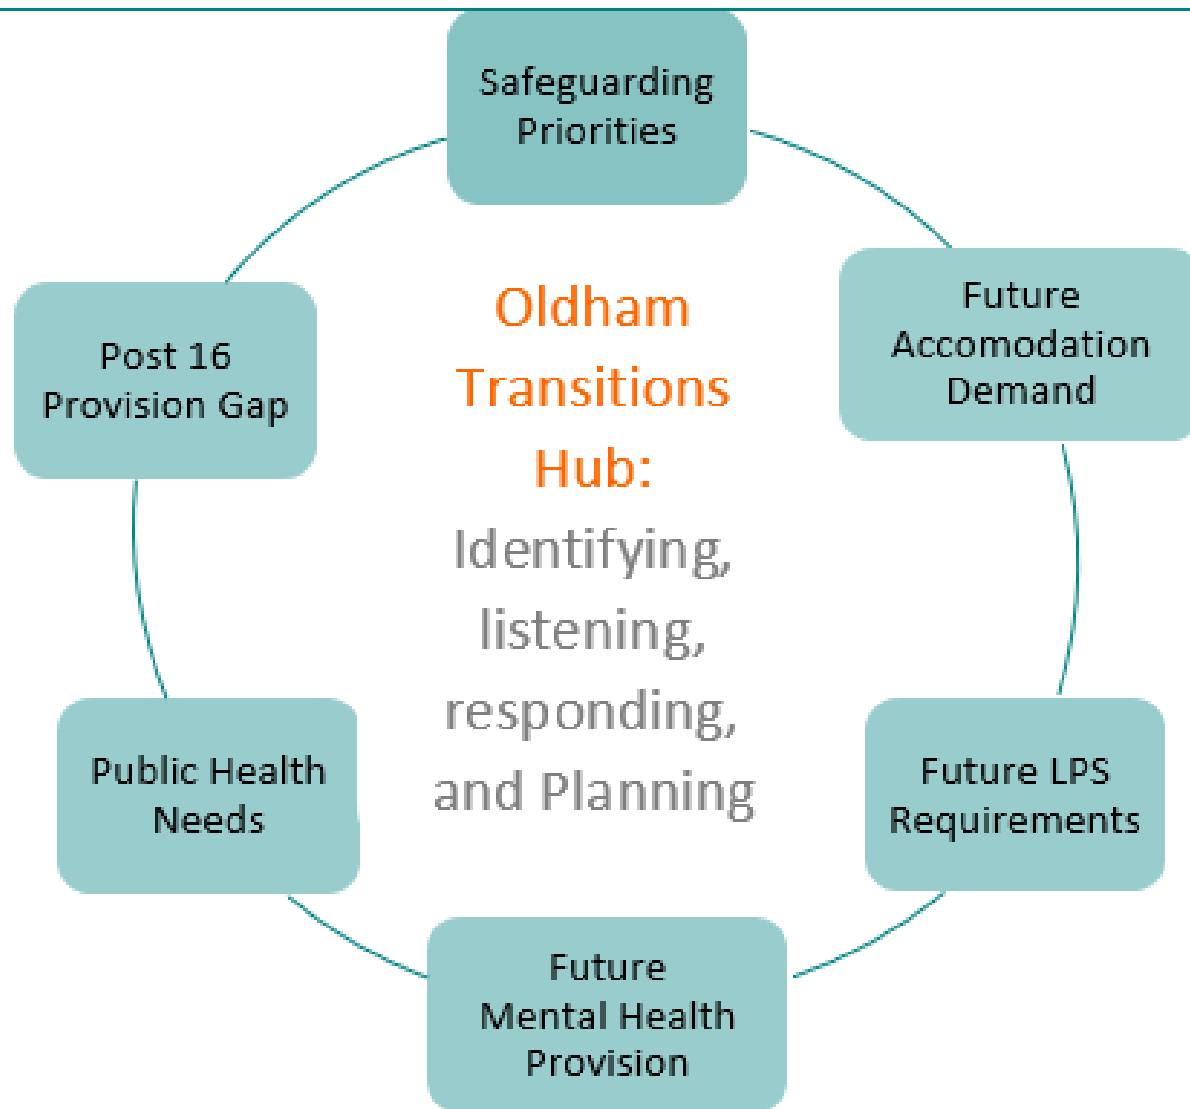 Safeguarding
Priorities
Future
Accomodation
Demand
Future LPS
Requirements
Future
Mental Health
Provision
Public Health
Needs
Post 16
Provision Gap
Oldham
Transitions
Hub:
Identifying,
listening,
responding,
and Planning